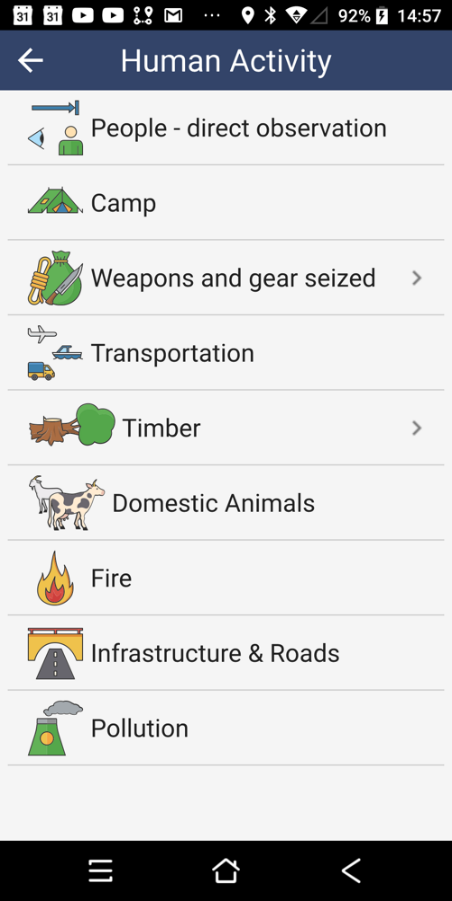 31 31 ... 92% 14:57
Human Activity
People - direct observation
Camp
Weapons and gear seized
Transportation
Timber
Domestic Animals
Fire
Infrastructure & Roads
Pollution